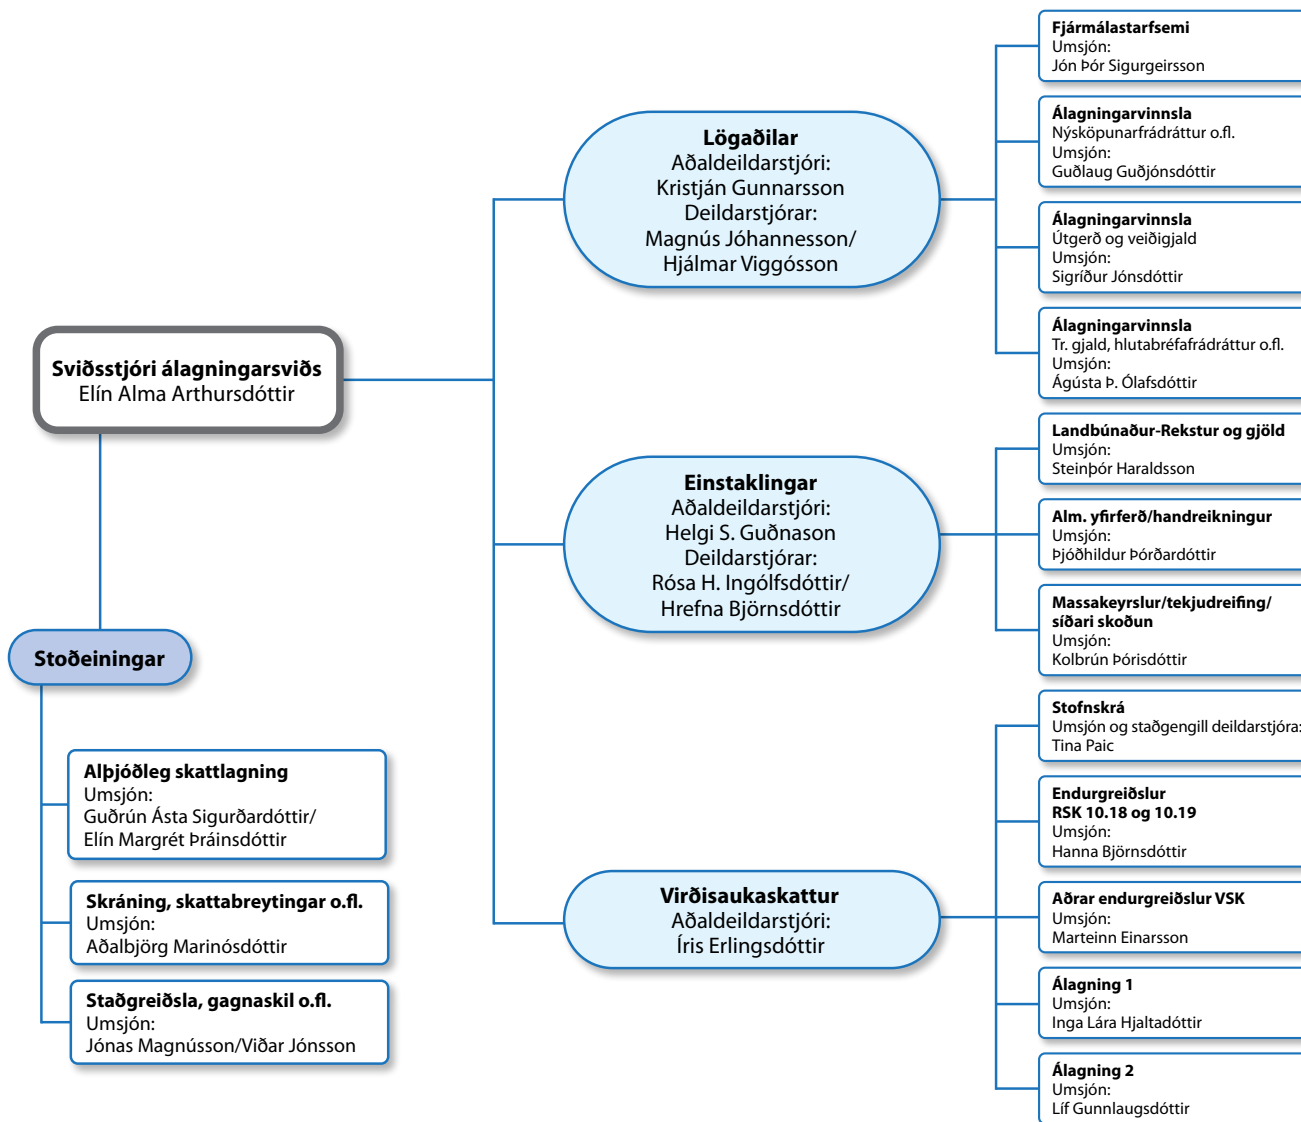 Sviðsstjóri álagningarsviðs
Elín Alma Arthursdóttir
Stoðeiningar
Alþjóðleg skattlagning
Umsjón:
Guðrún Ásta Sigurðardóttir/
Elín Margrét Þráinsdóttir
Skráning, skattabreytingar o.fl.
Umsjón:
Aðalbjörg Marinósdóttir
Staðgreiðsla, gagnaskil o.fl.
Umsjón:
Jónas Magnússon/Viðar Jónsson
Lögaðilar
Aðaldeildarstjóri:
Kristján Gunnarsson
Deildarstjórar:
Magnús Jóhannesson/
Hjálmar Viggósson
Fjármálastarfsemi
Umsjón:
Jón Þór Sigurgeirsson
Álagningarvinnsla
Nýsköpunarfrádráttur o.fl.
Umsjón:
Guðlaug Guðjónsdóttir
Álagningarvinnsla
Útgerð og veiðigjald
Umsjón:
Sigríður Jónsdóttir
Álagningarvinnsla
Tr. gjald, hlutabréfafrádráttur o.fl.
Umsjón:
Ágústa Þ. Ólafsdóttir
Einstaklingar
Aðaldeildarstjóri:
Helgi S. Guðnason
Deildarstjórar:
Rósa H. Ingólfsdóttir/
Hrefna Björnsdóttir
Landbúnaður-Rekstur og gjöld
Umsjón:
Steinþór Haraldsson
Alm. yfirferð/handreikningur
Umsjón:
Þjóðhildur Þórðardóttir
Massakeyrslur/tekjudreifing/
síðari skoðun
Umsjón:
Kolbrún Þórisdóttir
Virðisaukaskattur
Aðaldeildarstjóri:
Íris Erlingsdóttir
Stofnskrá
Umsjón og staðgengill deildarstjóra:
Tina Paic
Endurgreiðslur
RSK 10.18 og 10.19
Umsjón:
Hanna Björnsdóttir
Aðrar endurgreiðslur VSK
Umsjón:
Marteinn Einarsson
Álagning 1
Umsjón:
Inga Lára Hjaltadóttir
Álagning 2
Umsjón:
Líf Gunnlaugsdóttir